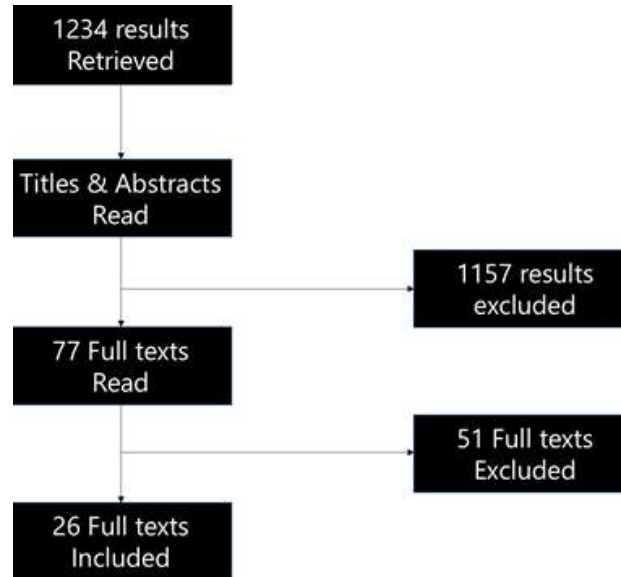 1234 results
Retrieved
Titles & Abstracts
Read
1157 results
excluded
77 Full texts
Read
51 Full texts
Excluded
26 Full texts
Included